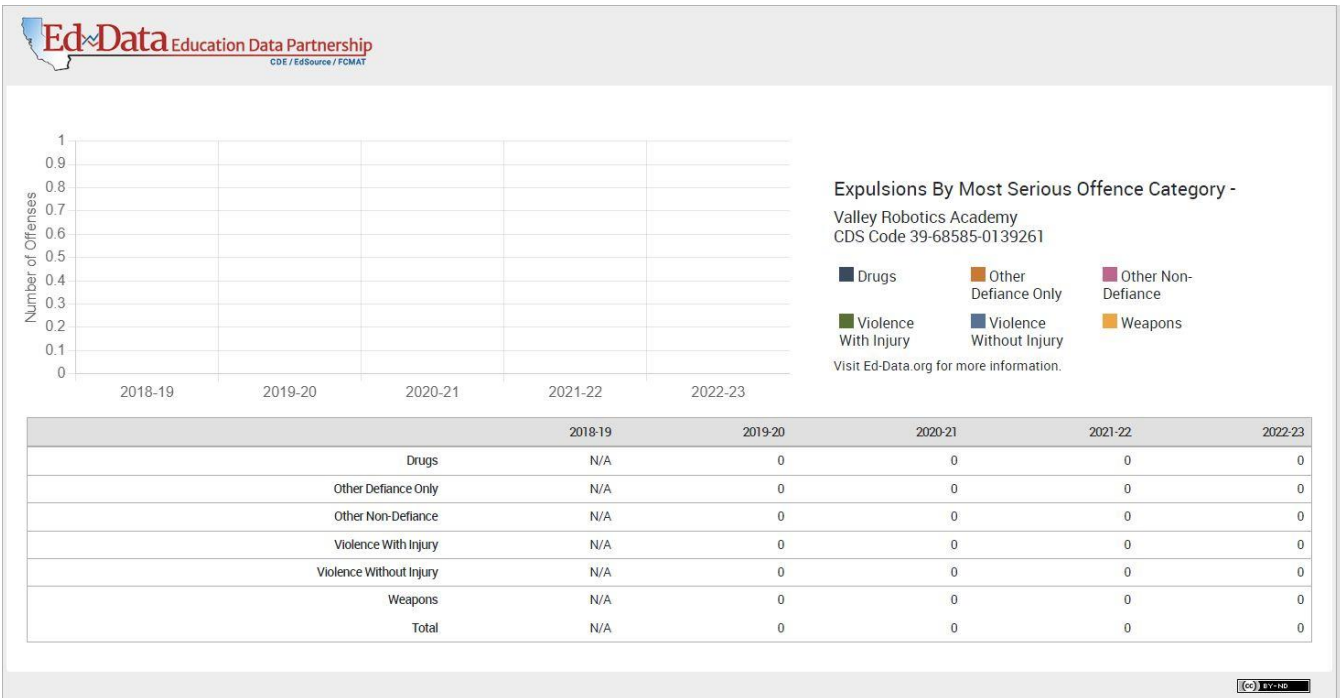 Ed Data Education Data Partnership
CDE / EdSource / FCMAT
Number of Offenses
1
0.9
0.8
0.7
0.6
0.5
0.4
0.3
0.2
0.1
0
2018-19 2019-20 2020-21 2021-22 2022-23
Expulsions By Most Serious Offence Category -
Valley Robotics Academy
CDS Code 39-68585-0139261
Drugs
Other
Defiance Only
Other Non-
Defiance
Violence
With Injury
Violence
Without Injury
Weapons
Visit Ed-Data.org for more information.
2018-19 2019-20 2020-21 2021-22 2022-23
Drugs N/A 0 0 0 0
Other Defiance Only N/A 0 0 0 0
Other Non-Defiance N/A 0 0 0 0
Violence With Injury N/A 0 0 0 0
Violence Without Injury N/A 0 0 0 0
Weapons N/A 0 0 0 0
Total N/A 0 0 0 0
(cc) BY-ND